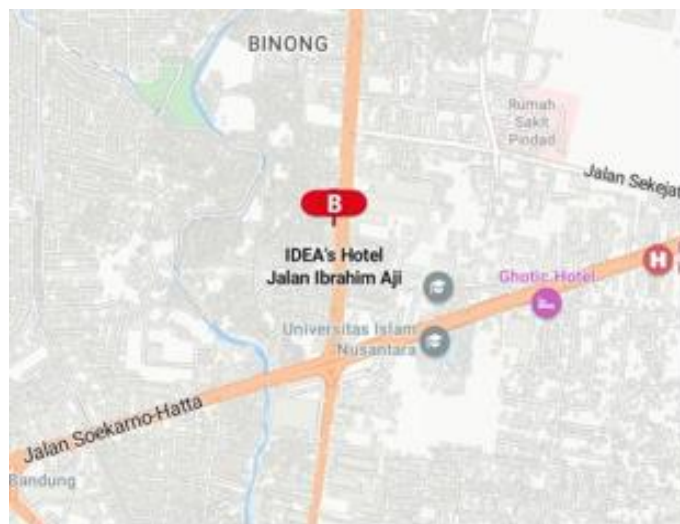 BINONG
Rumah
Sakit
Pindad
Jalan Sekejat
B
IDEA's Hotel
Jalan Ibrahim Aji
Ghotic Hotel
H
Universitas Islam
Nusantara
Jalan Soekarno-Hatta
Bandung